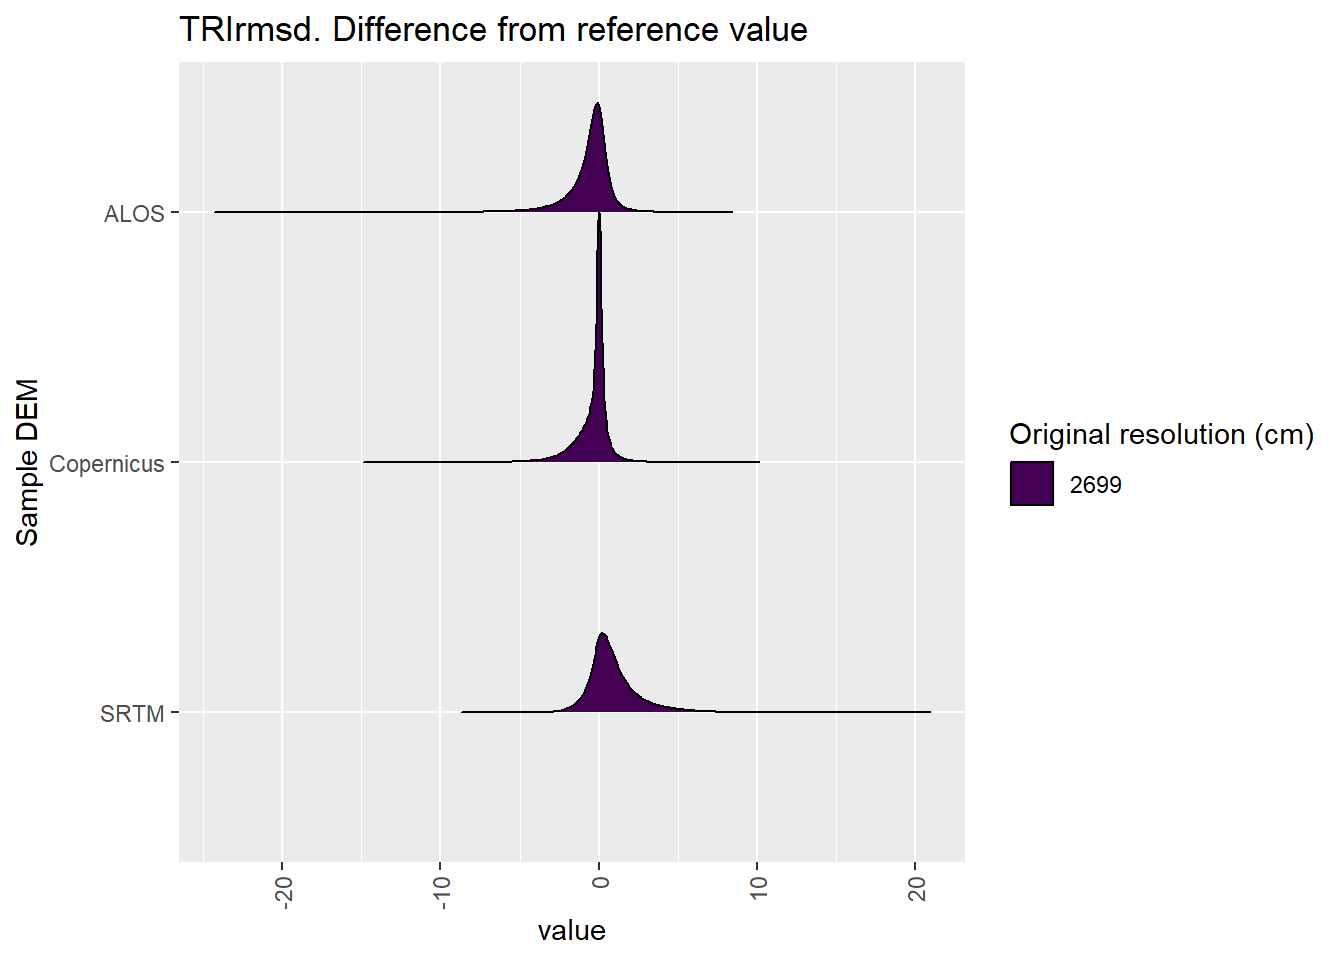 TRIrmsd. Difference from reference value
Sample DEM
ALOS
Copernicus
SRTM
-20
-10
0
10
20
value
Original resolution (cm)
2699